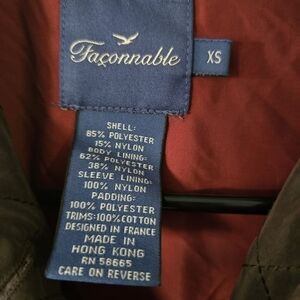 Façonnable
XS
SHELL:
85% POLYESTER
15% NYLON
BODY LINING:
62% POLYESTER
38% NYLON
SLEEVE LINING:
100% NYLON
PADDING:
100% POLYESTER
TRIMS:100%COTTON
DESIGNED IN FRANCE
MADE IN
HONG KONG
RN 58665
CARE ON REVERSE